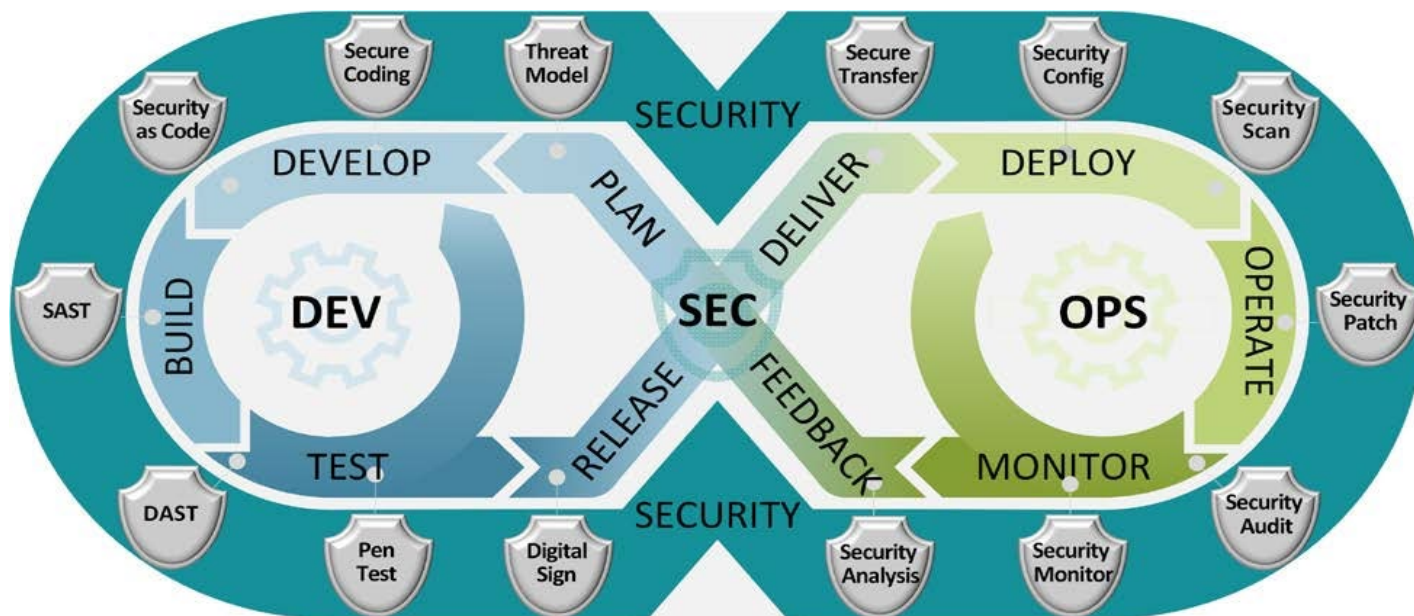 Secure
Coding
Threat
Model
Secure
Transfer
Security
Config
Security
as Code
SECURITY
Security
Scan
DEVELOP
PLAN
DELIVER
DEPLOY
SAST
BUILD
DEV
SEC
OPS
OPERATE
Security
Patch
TEST
RELEASE
FEEDBACK
MONITOR
DAST
SECURITY
Security
Audit
Pen
Test
Digital
Sign
Security
Analysis
Security
Monitor